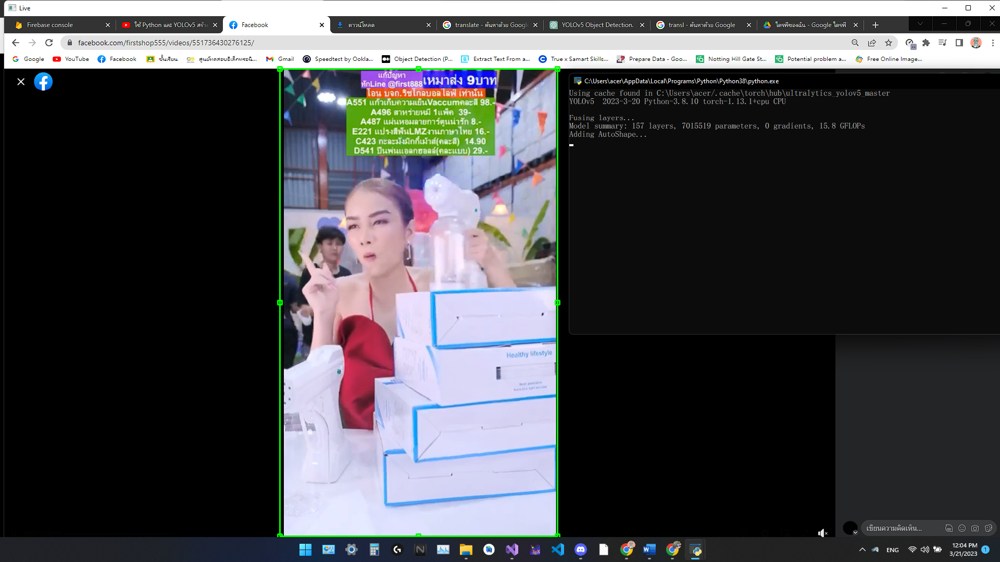 Live
Firebase console
ใช้ Python และ YOLOv5 สร้าง
Facebook
ดาวน์โหลด
translate - ค้นหาด้วย Google
YOLOv5 Object Detection.
transl - ค้นหาด้วย Google
ไดรฟ์ของฉัน - Google ไดรฟ์
facebook.com/firstshop555/videos/551736430276125/
Google
YouTube
Facebook
ชั้นเรียน
ศูนย์ทดสอบอิเล็กทรอนิ...
Gmail
Speedtest by Ookla...
Object Detection (P...
Extract Text From a...
True x Samart Skills...
Prepare Data - Goo...
Notting Hill Gate St...
Potential problem a...
Free Online Image...
แก้ปัญหา
ทักLine @first888
เหมาส่ง 9บาท
โอน บจก.ริชโกลบอลไลฟ์ เท่านั้น
A551 แก้วเก็บความเย็นVaccumคละสี 98.-
A496 สาหร่ายหมี 1แพ็ค 39-
A487 แผ่นหอมลายการ์ตูนน่ารัก 8.-
E221 แปรงสีฟันLMZงานภาษาไทย 16.-
C423 กะละมังมิกกี้เม้าส์(คละสี) 14.90
D541 ปืนพ่นแอลกฮอลล์(คละแบบ) 29.-
Healthy lifestyle
C:\Users\acer\AppData\Local\Programs\Python\Python38\python.exe
Using cache found in C:\Users\acer/.cache\torch\hub\ultralytics_yolov5_master
YOLOv5  2023-3-20 Python-3.8.10 torch-1.13.1+cpu CPU
Fusing layers...
Model summary: 157 layers, 7015519 parameters, 0 gradients, 15.8 GFLOPs
Adding AutoShape...
เขียนความคิดเห็น...
ENG
12:04 PM
3/21/2023
1